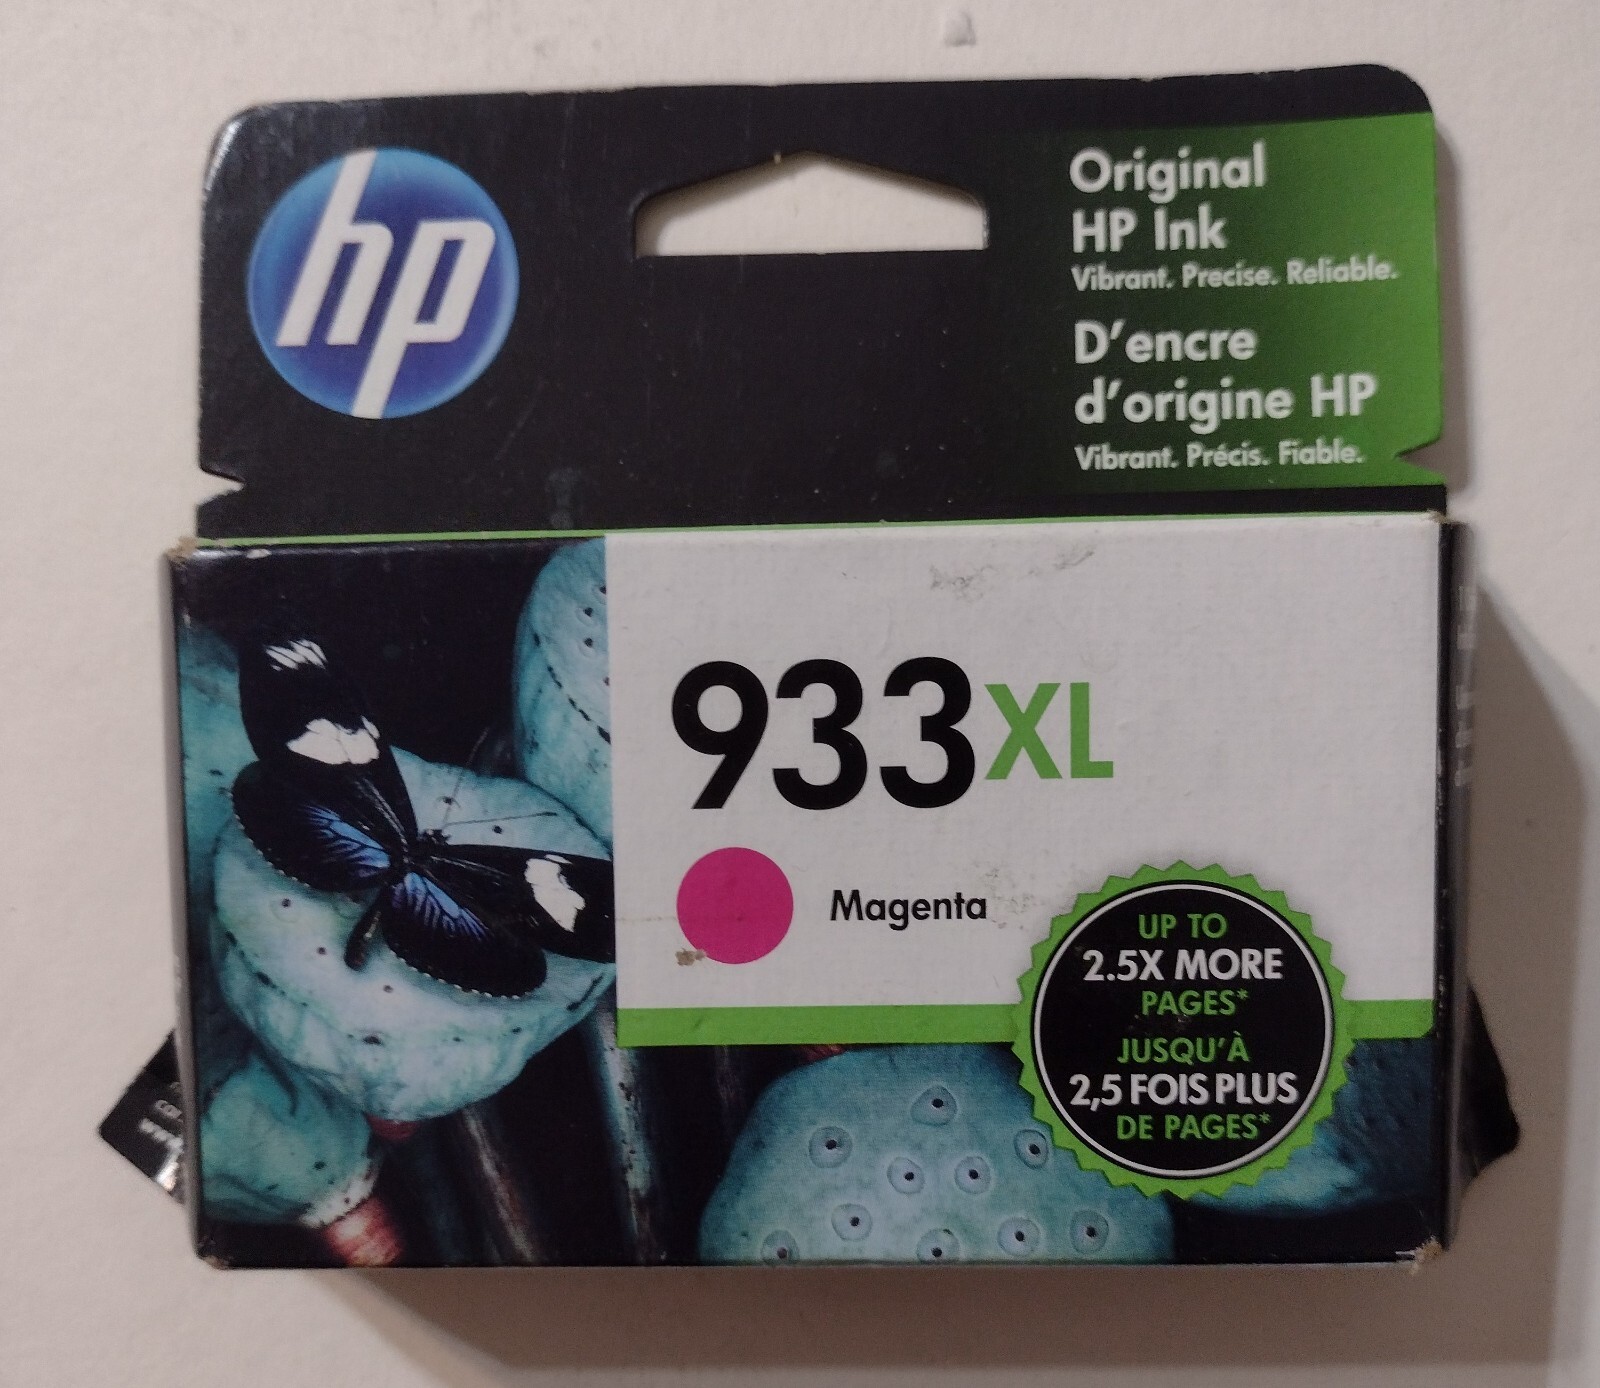 hp
Original
HP Ink
Vibrant. Precise. Reliable.
D'encre
d'origine HP
Vibrant. Précis. Fiable.
933XL
Magenta
UP TO
2.5X MORE
PAGES*
JUSQU'À
2,5 FOIS PLUS
DE PAGES*